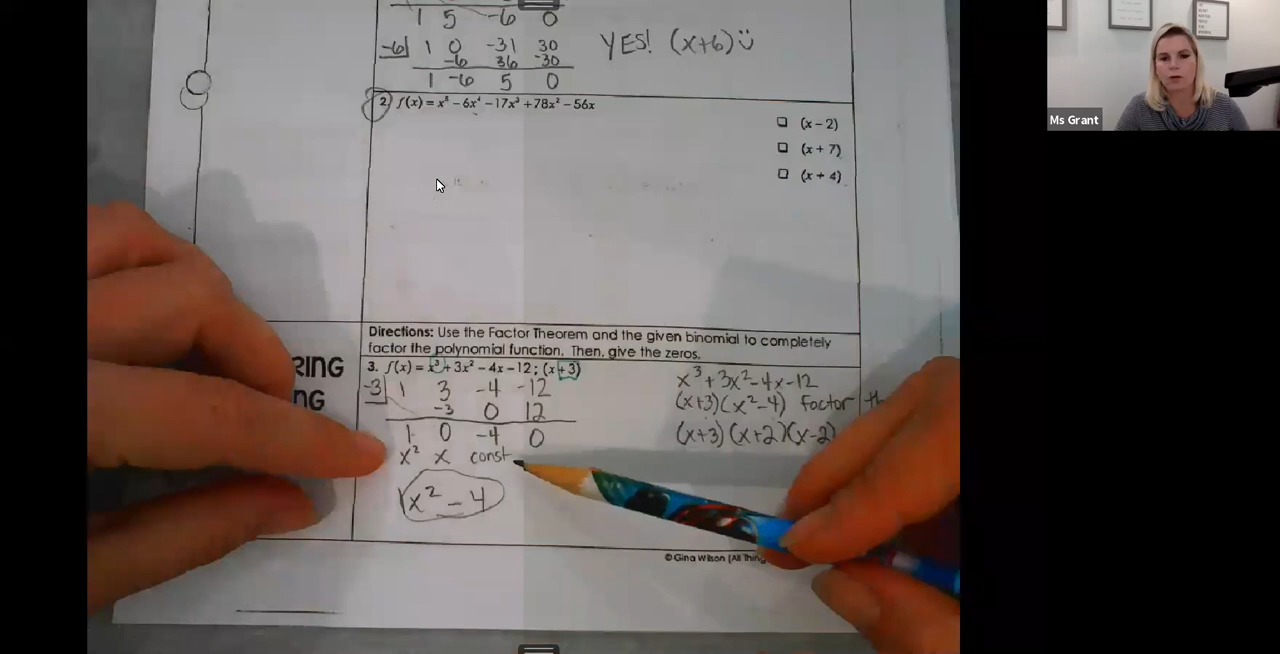 1 5 -6 0
-6 1 0 -31 30
-6 36 -30
1 -6 5 0
YES! (x+6)
2. f(x) = x⁵ − 6x⁴ − 17x³ + 78x² − 56x
(x − 2)
(x + 7)
(x + 4)
Directions: Use the Factor Theorem and the given binomial to completely
factor the polynomial function. Then, give the zeros.
3. f(x) = x³ + 3x² − 4x − 12; (x + 3)
-3 1 3 -4 -12
-3 0 12
1 0 -4 0
x² x const
x² - 4
x³+3x²-4x-12
(x+3)(x²-4) Factor
(x+3)(x+2)(x-2)
RING
NG
© Gina Wilson (All Thing
Ms Grant